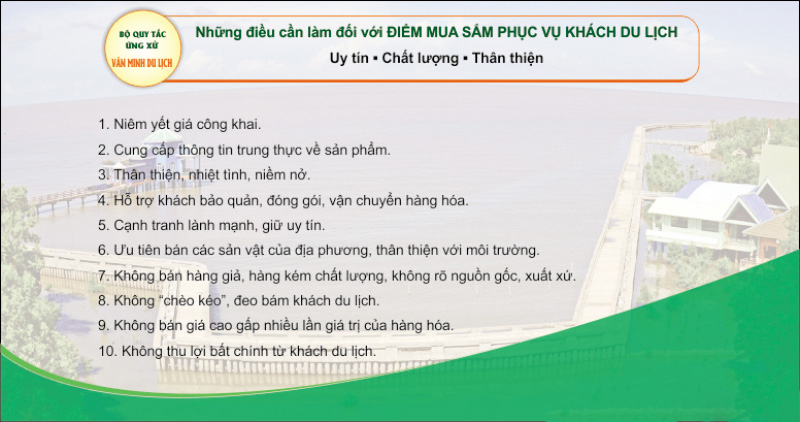 BỘ QUY TẮC
ỨNG XỬ
VĂN MINH DU LỊCH
Những điều cần làm đối với ĐIỂM MUA SẮM PHỤC VỤ KHÁCH DU LỊCH
Uy tín ▪ Chất lượng ▪ Thân thiện
1. Niêm yết giá công khai.
2. Cung cấp thông tin trung thực về sản phẩm.
3. Thân thiện, nhiệt tình, niềm nở.
4. Hỗ trợ khách bảo quản, đóng gói, vận chuyển hàng hóa.
5. Cạnh tranh lành mạnh, giữ uy tín.
6. Ưu tiên bán các sản vật của địa phương, thân thiện với môi trường.
7. Không bán hàng giả, hàng kém chất lượng, không rõ nguồn gốc, xuất xứ.
8. Không “chèo kéo”, đeo bám khách du lịch.
9. Không bán giá cao gấp nhiều lần giá trị của hàng hóa.
10. Không thu lợi bất chính từ khách du lịch.